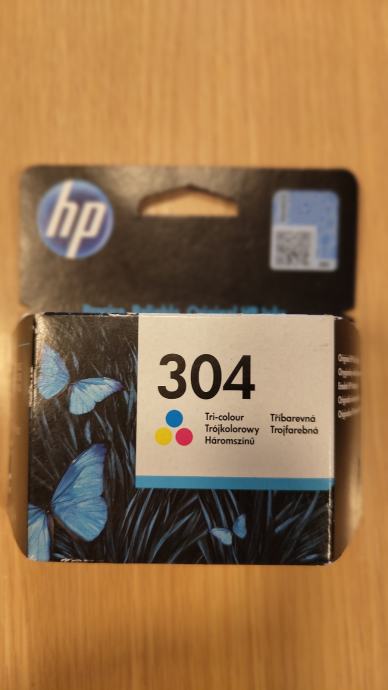 hp
304
Tri-colour
Trójkolorowy
Háromszínű
Tříbarevná
Trojfarebná